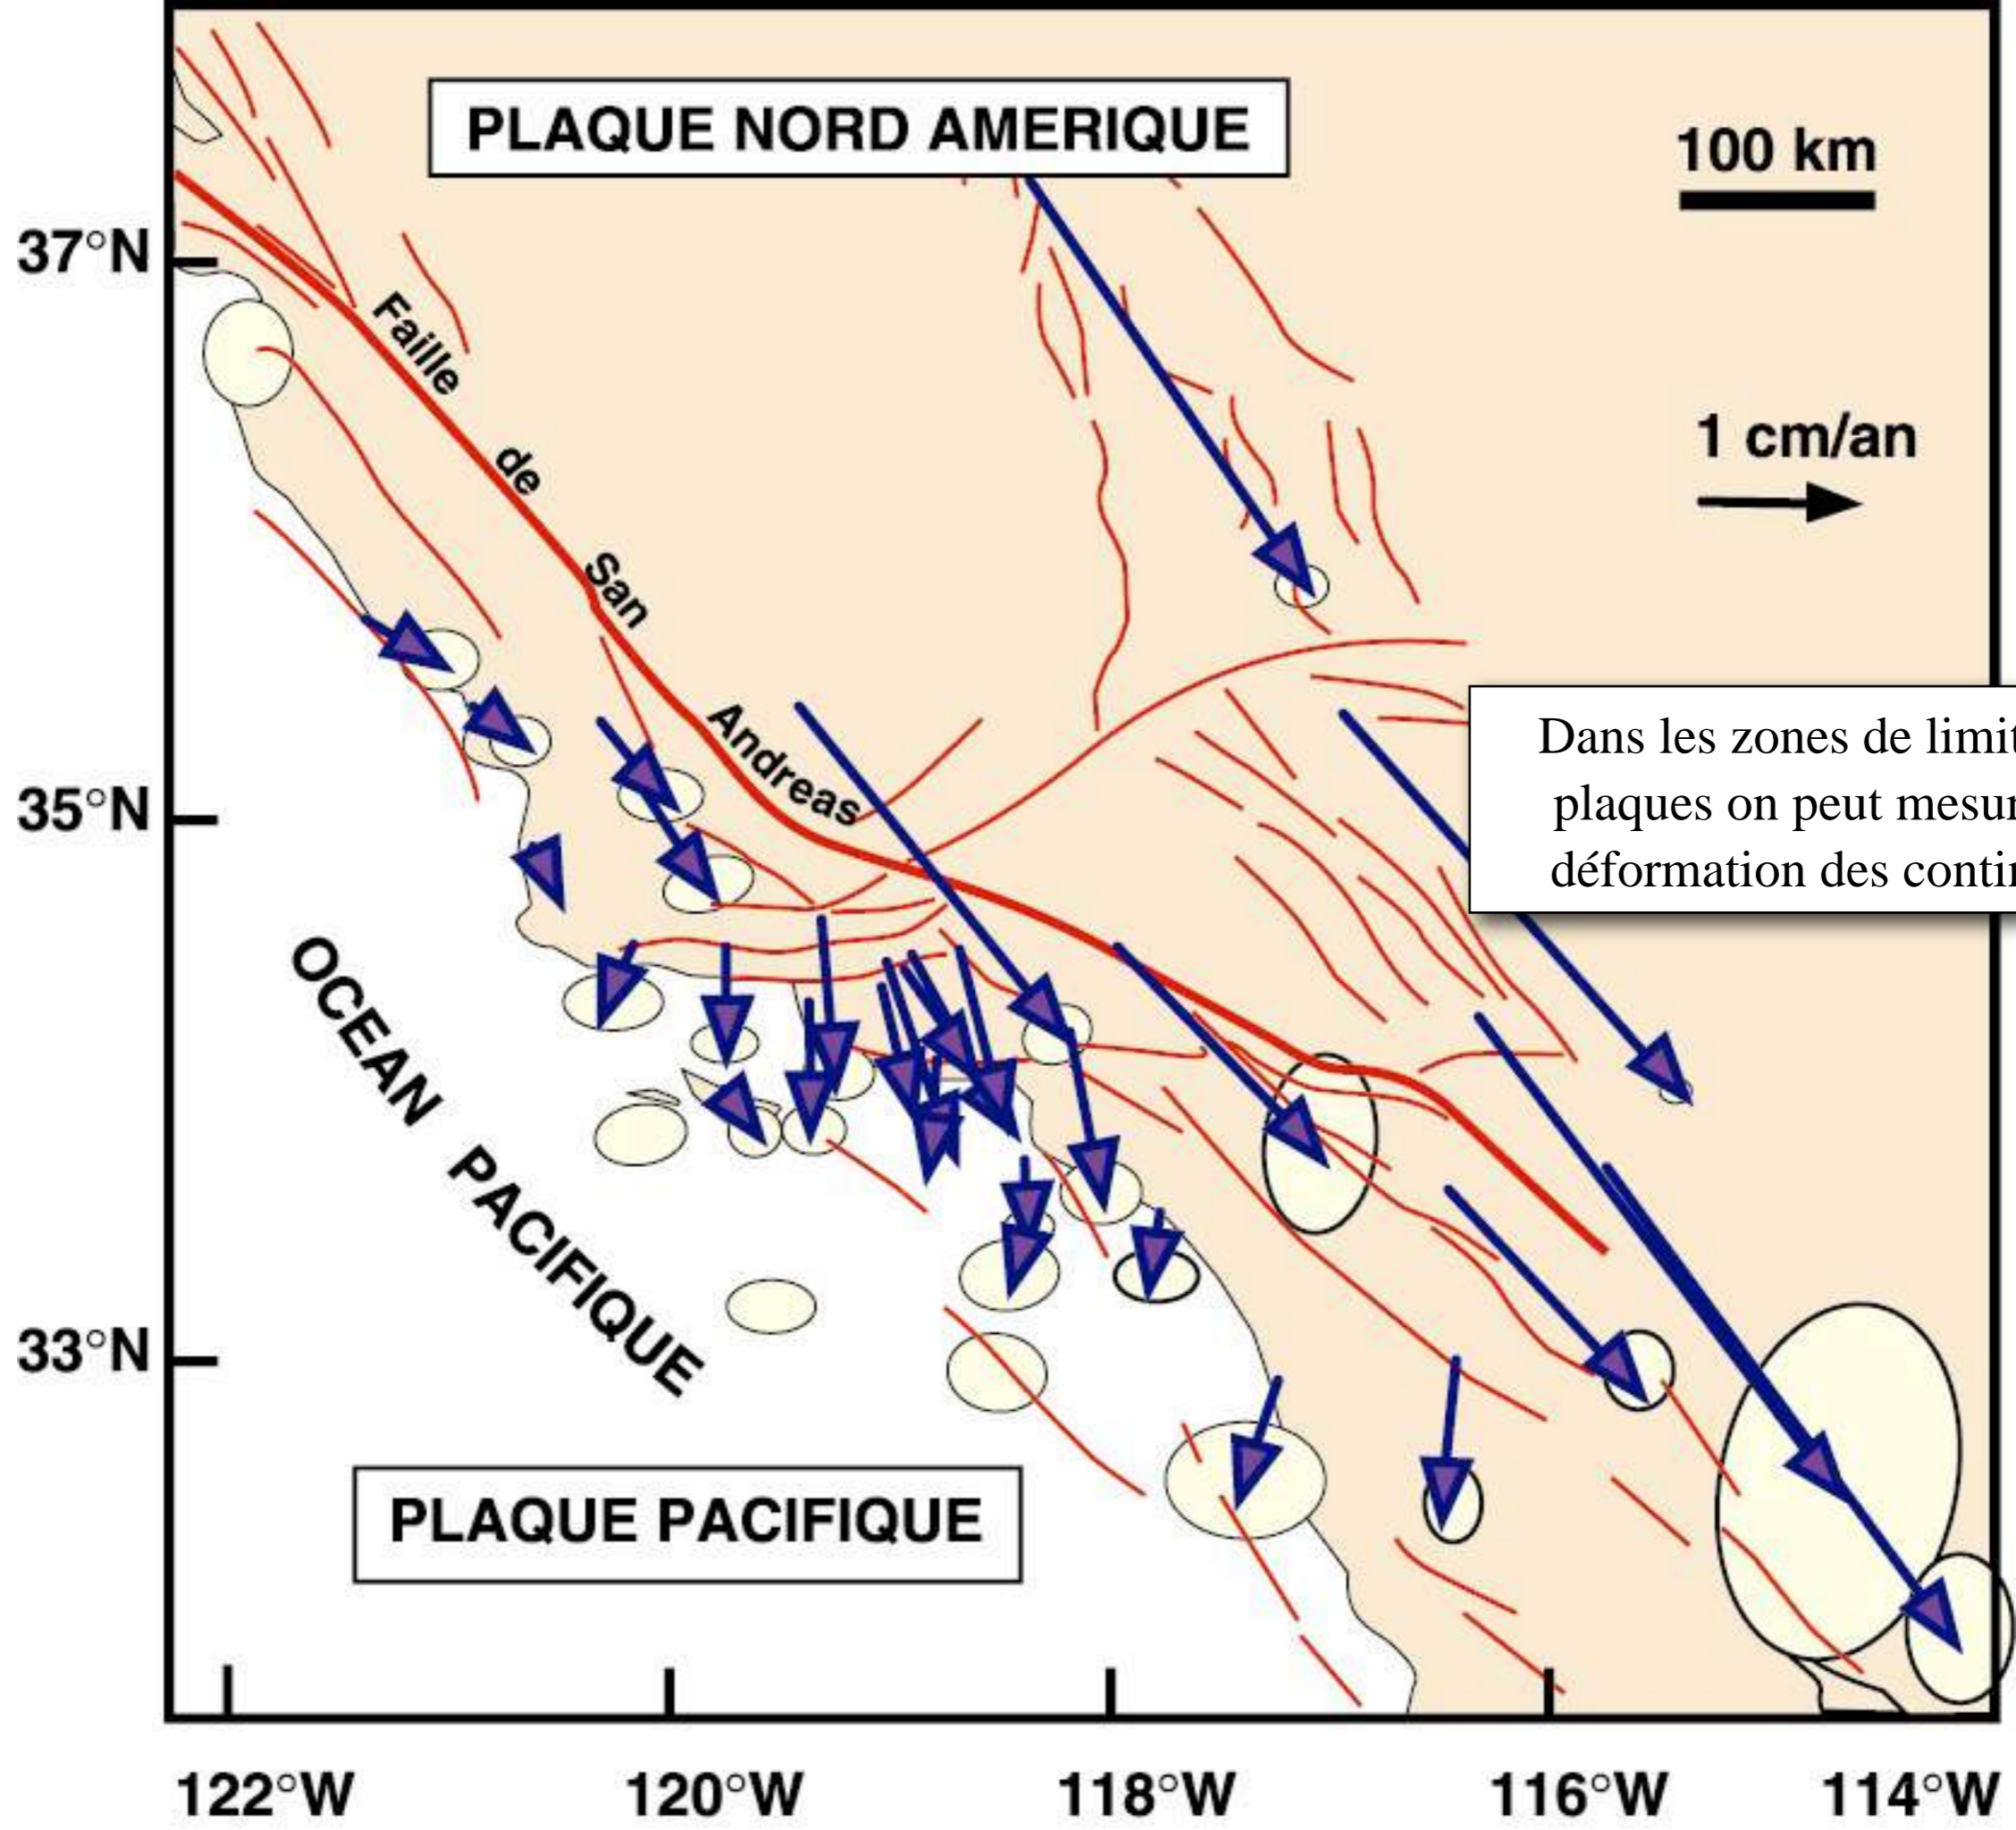 PLAQUE NORD AMERIQUE
100 km
37°N
Faille
de
San
Andreas
1 cm/an
35°N
Dans les zones de limit
plaques on peut mesur
déformation des contin
OCEAN PACIFIQUE
33°N
PLAQUE PACIFIQUE
122°W
120°W
118°W
116°W
114°W